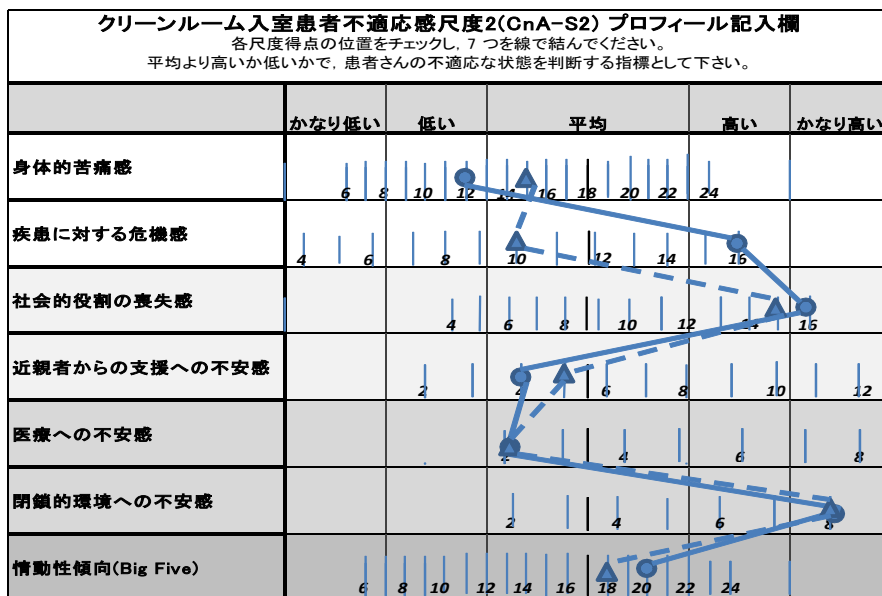 クリーンルーム入室患者不適応感尺度2(CnA-S2) プロフィール記入欄
各尺度得点の位置をチェックし, 7 つを線で結んでください。
平均より高いか低いかで, 患者さんの不適応な状態を判断する指標として下さい。
かなり低い 低い 平均 高い かなり高い
身体的苦痛感 6 8 10 12 14 16 18 20 22 24
疾患に対する危機感 4 6 8 10 12 14 16
社会的役割の喪失感 4 6 8 10 12 14 16
近親者からの支援への不安感 2 4 6 8 10 12
医療への不安感 2 4 6 8
閉鎖的環境への不安感 2 4 6 8
情動性傾向(Big Five) 6 8 10 12 14 16 18 20 22 24